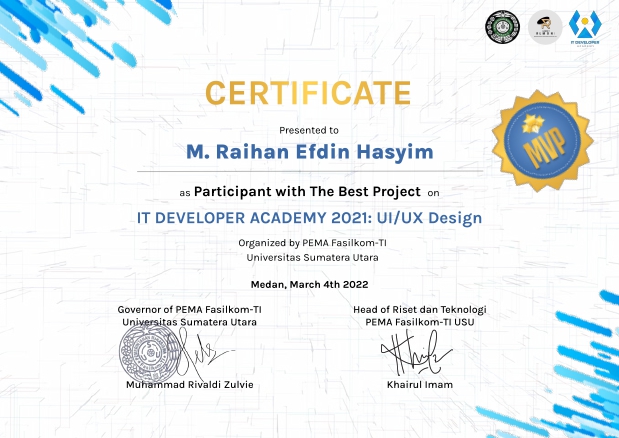 IT DEVELOPER
CERTIFICATE
Presented to
M. Raihan Efdin Hasyim
MVP
as Participant with The Best Project on
IT DEVELOPER ACADEMY 2021: UI/UX Design
Organized by PEMA Fasilkom-TI
Universitas Sumatera Utara
Medan, March 4th 2022
Governor of PEMA Fasilkom-TI
Universitas Sumatera Utara
Muhammad Rivaldi Zulvie
Head of Riset dan Teknologi
PEMA Fasilkom-TI USU
Khairul Imam